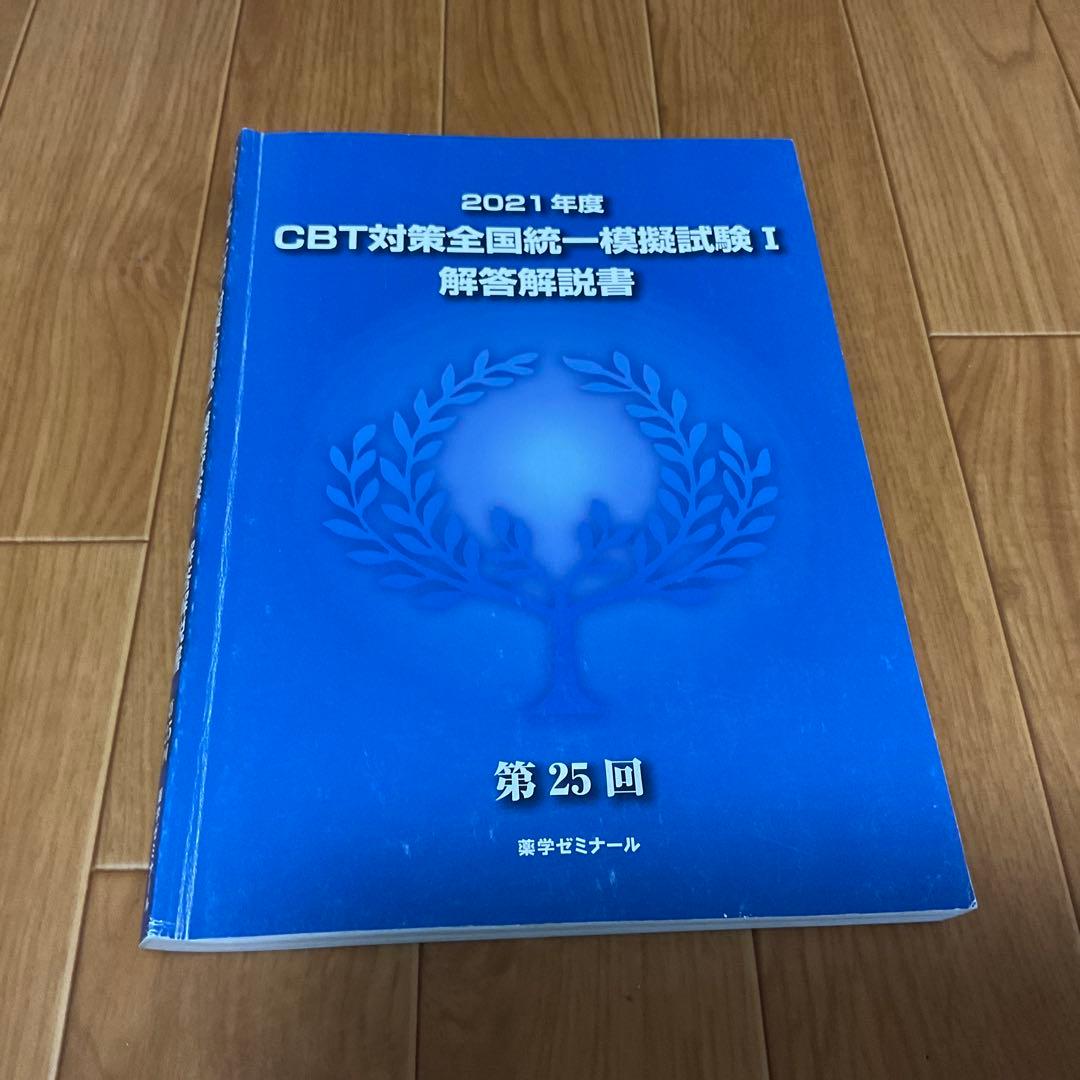 2021年度
CBT対策全国統一模擬試験Ⅰ
解答解説書
第25回
薬学ゼミナール